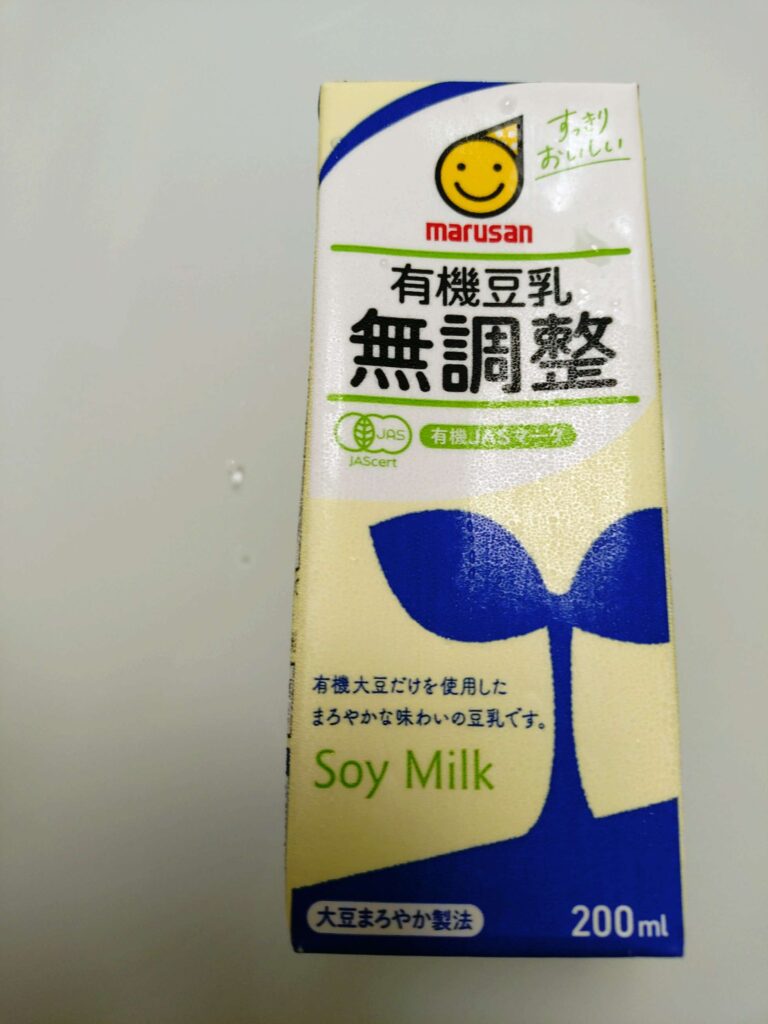 すっきり
おいしい
marusan
有機豆乳
無調整
JAS
JAScert
有機JASマーク
有機大豆だけを使用した
まろやかな味わいの豆乳です。
Soy Milk
大豆まろやか製法
200ml